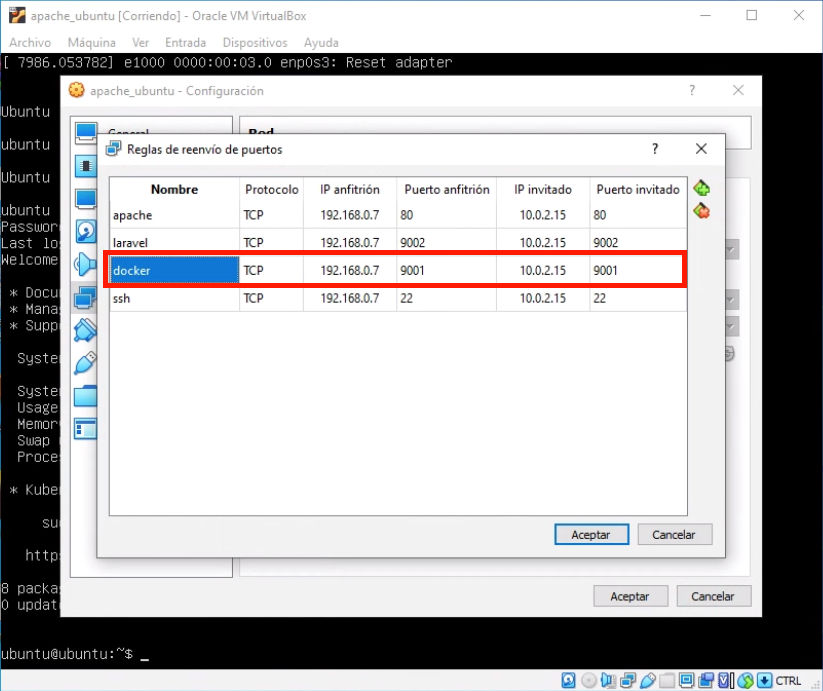 apache_ubuntu [Corriendo] - Oracle VM VirtualBox
Archivo Máquina Ver Entrada Dispositivos Ayuda
[ 7986.053782] e1000 0000:00:03.0 enp0s3: Reset adapter
apache_ubuntu - Configuración ?
Ubuntu
General Red
ubuntu
Reglas de reenvío de puertos ?
Ubuntu
Nombre Protocolo IP anfitrión Puerto anfitrión IP invitado Puerto invitado
ubuntu
apache TCP 192.168.0.7 80 10.0.2.15 80
Passwor
Last lo
laravel TCP 192.168.0.7 9002 10.0.2.15 9002
Welcome
docker TCP 192.168.0.7 9001 10.0.2.15 9001
* Docu
ssh TCP 192.168.0.7 22 10.0.2.15 22
* Mana
* Supp
Syste
Syste
Usage
Memor
Swap
Proce
* Kube
su
Aceptar Cancelar
http
8 packa
Aceptar Cancelar
0 updat
ubuntu@ubuntu:~$ _
CTRL